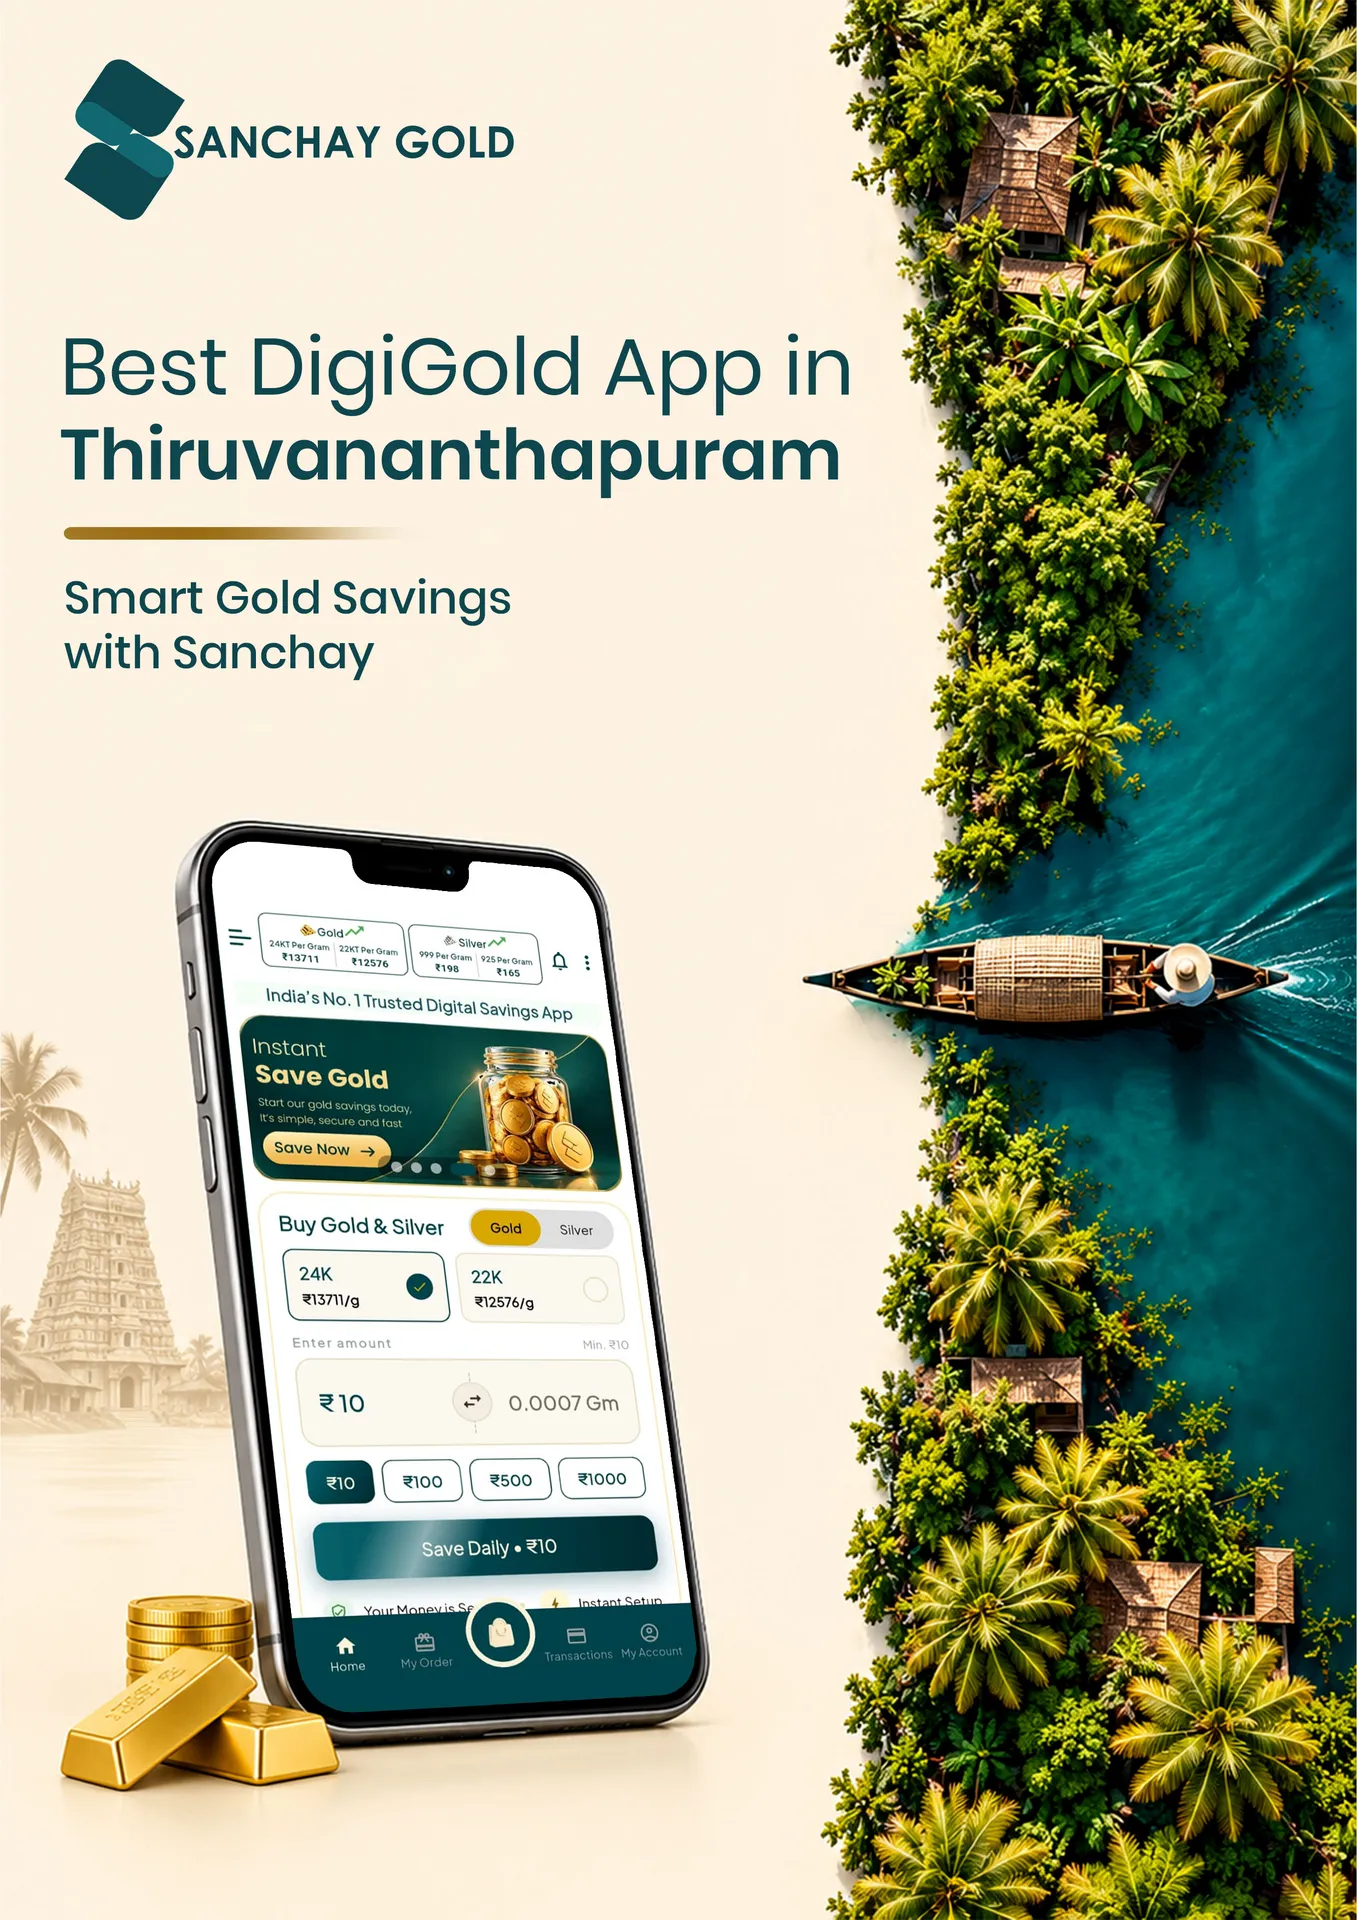 SANCHAY GOLD
Best DigiGold App in
Thiruvananthapuram
Smart Gold Savings
with Sanchay
Gold
24KT Per Gram
₹13711
22KT Per Gram
₹12576
Silver
999 Per Gram
₹198
925 Per Gram
₹165
India's No. 1 Trusted Digital Savings App
Instant
Save Gold
Start our gold savings today,
It's simple, secure and fast
Save Now →
Buy Gold & Silver
Gold
Silver
24K
₹13711/g
22K
₹12576/g
Enter amount
Min. ₹10
₹10
0.0007 Gm
₹10
₹100
₹500
₹1000
Save Daily • ₹10
Your Money is Se
Instant Setup
Home
My Order
Transactions
My Account